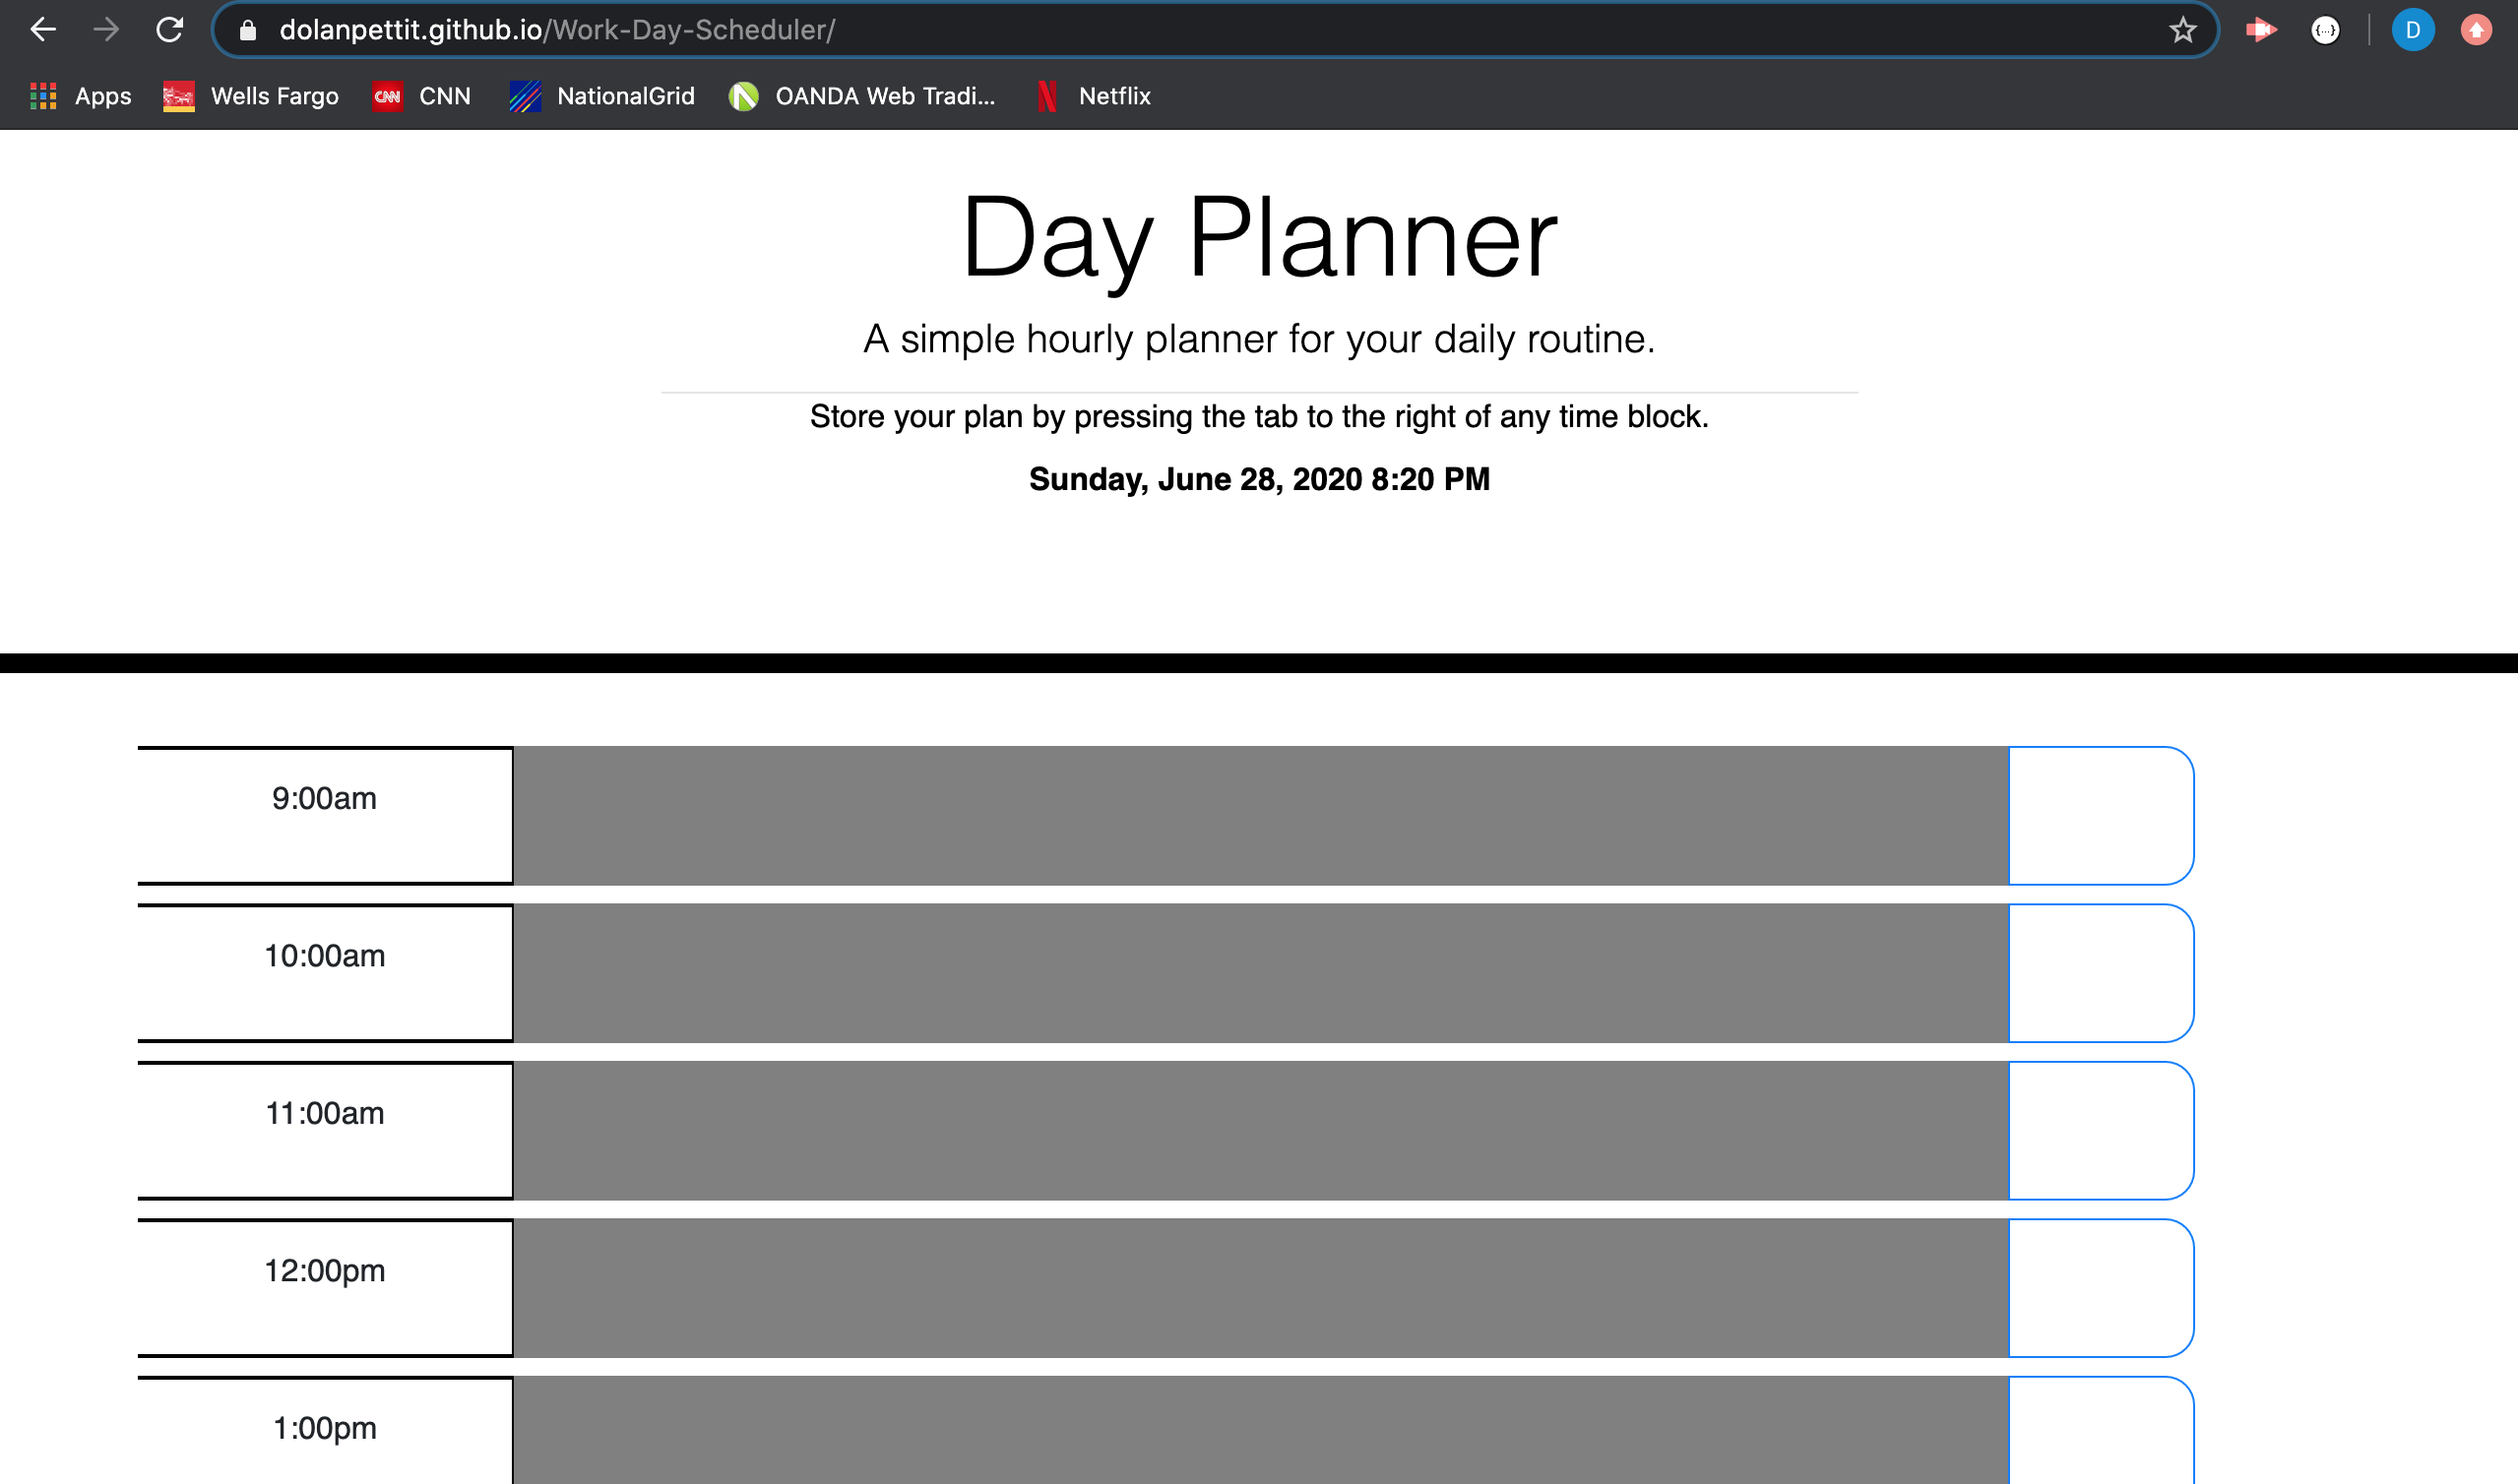 dolanpettit.github.io/Work-Day-Scheduler/
D
Apps Wells Fargo CNN CNN NationalGrid OANDA Web Tradi... Netflix
Day Planner
A simple hourly planner for your daily routine.
Store your plan by pressing the tab to the right of any time block.
Sunday, June 28, 2020 8:20 PM
9:00am
10:00am
11:00am
12:00pm
1:00pm